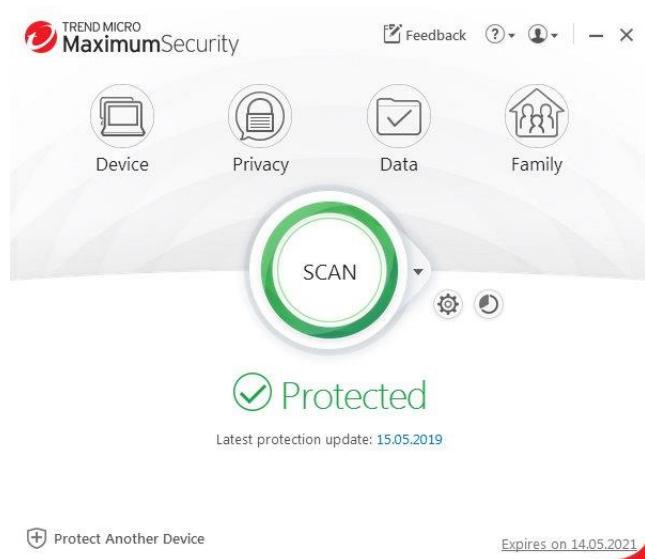 TREND MICRO
MaximumSecurity
Feedback
?
Device
Privacy
Data
Family
SCAN
Protected
Latest protection update: 15.05.2019
Protect Another Device
Expires on 14.05.2021